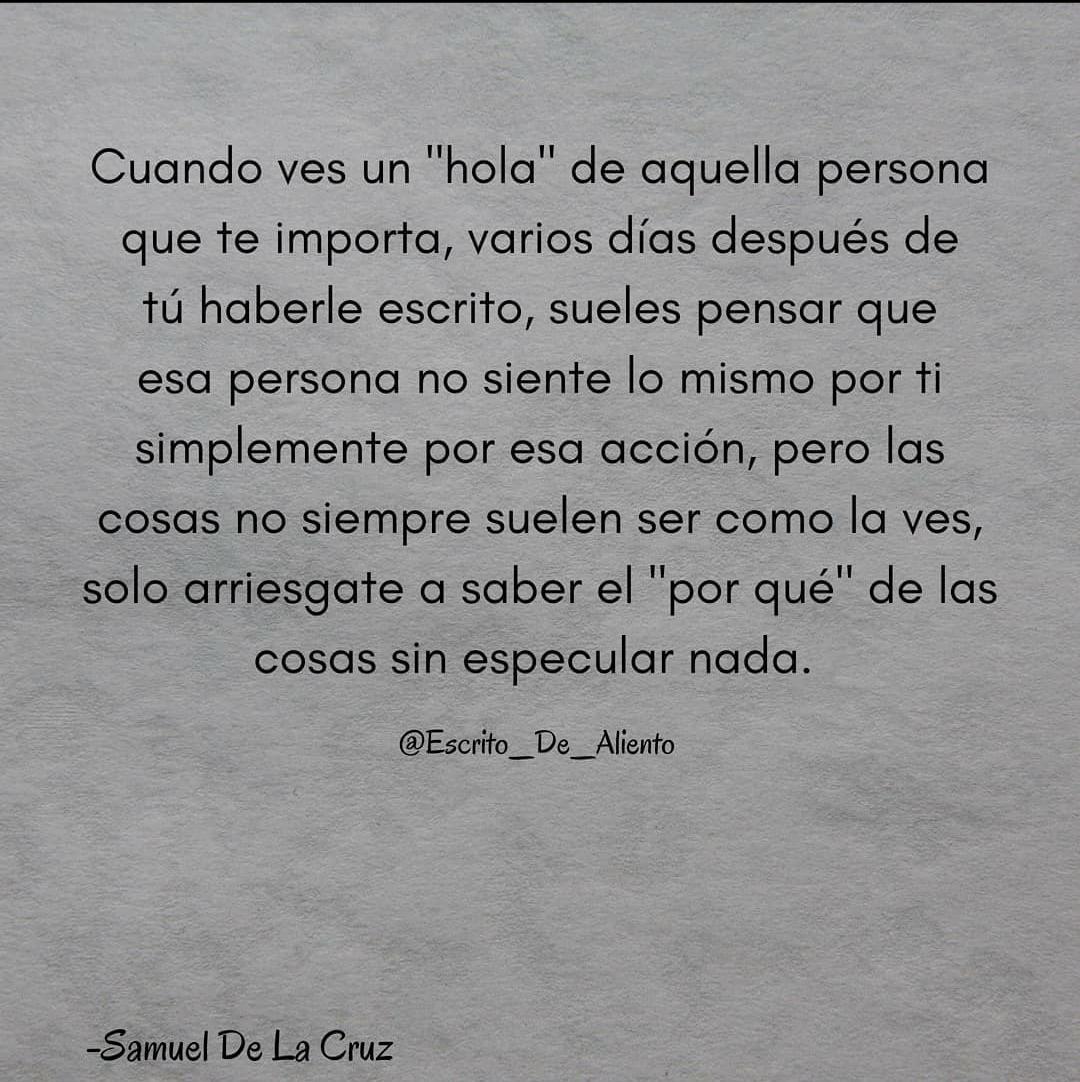 Cuando ves un "hola" de aquella persona
que te importa, varios días después de
tú haberle escrito, sueles pensar que
esa persona no siente lo mismo por ti
simplemente por esa acción, pero las
cosas no siempre suelen ser como la ves,
solo arriesgate a saber el "por qué" de las
cosas sin especular nada.
@Escrito_De_Aliento
-Samuel De La Cruz